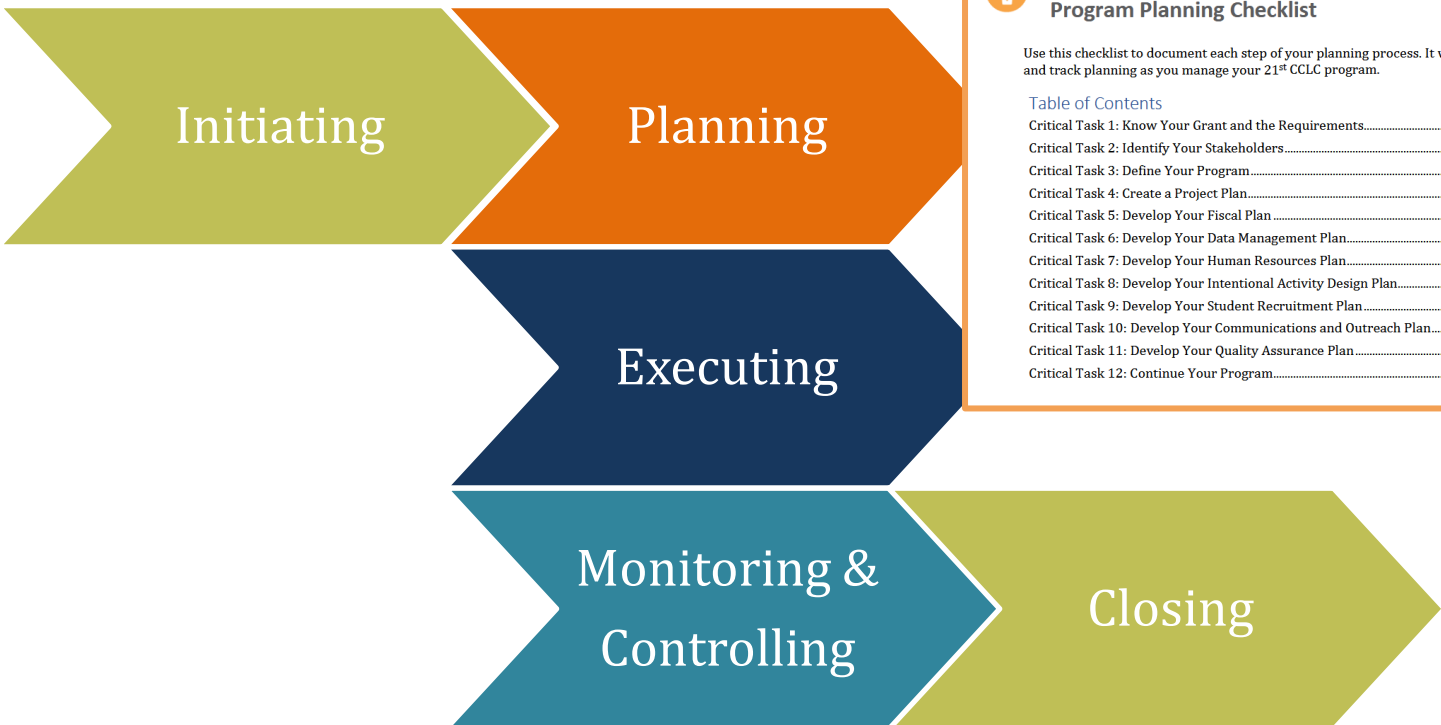 Initiating
Planning
Executing
Monitoring &
Controlling
Closing
Program Planning Checklist
Use this checklist to document each step of your planning process. It
and track planning as you manage your 21st CCLC program.
Table of Contents
Critical Task 1: Know Your Grant and the Requirements
Critical Task 2: Identify Your Stakeholders
Critical Task 3: Define Your Program
Critical Task 4: Create a Project Plan
Critical Task 5: Develop Your Fiscal Plan
Critical Task 6: Develop Your Data Management Plan
Critical Task 7: Develop Your Human Resources Plan
Critical Task 8: Develop Your Intentional Activity Design Plan
Critical Task 9: Develop Your Student Recruitment Plan
Critical Task 10: Develop Your Communications and Outreach Plan
Critical Task 11: Develop Your Quality Assurance Plan
Critical Task 12: Continue Your Program